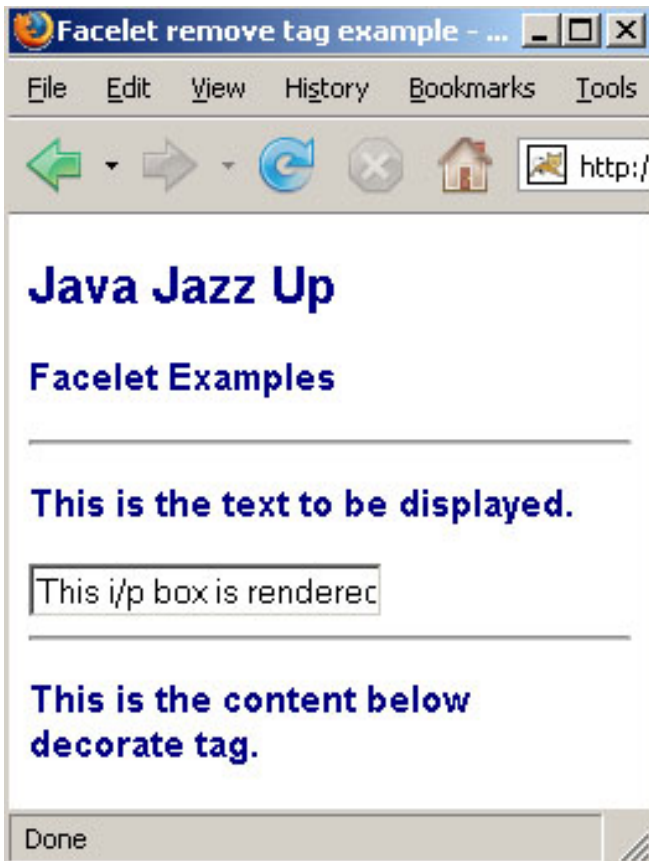 Facelet remove tag example - ...
File Edit View History Bookmarks Tools
http:/
Java Jazz Up
Facelet Examples
This is the text to be displayed.
This i/p box is rendered
This is the content below
decorate tag.
Done